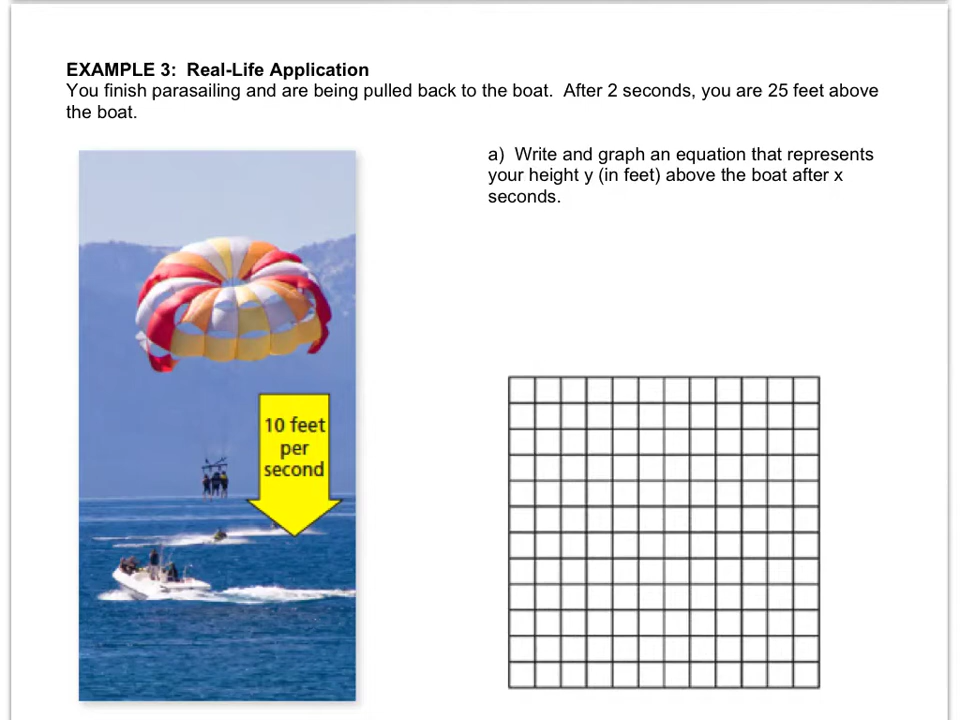 EXAMPLE 3: Real-Life Application
You finish parasailing and are being pulled back to the boat. After 2 seconds, you are 25 feet above
the boat.
a) Write and graph an equation that represents
your height y (in feet) above the boat after x
seconds.
10 feet
per
second